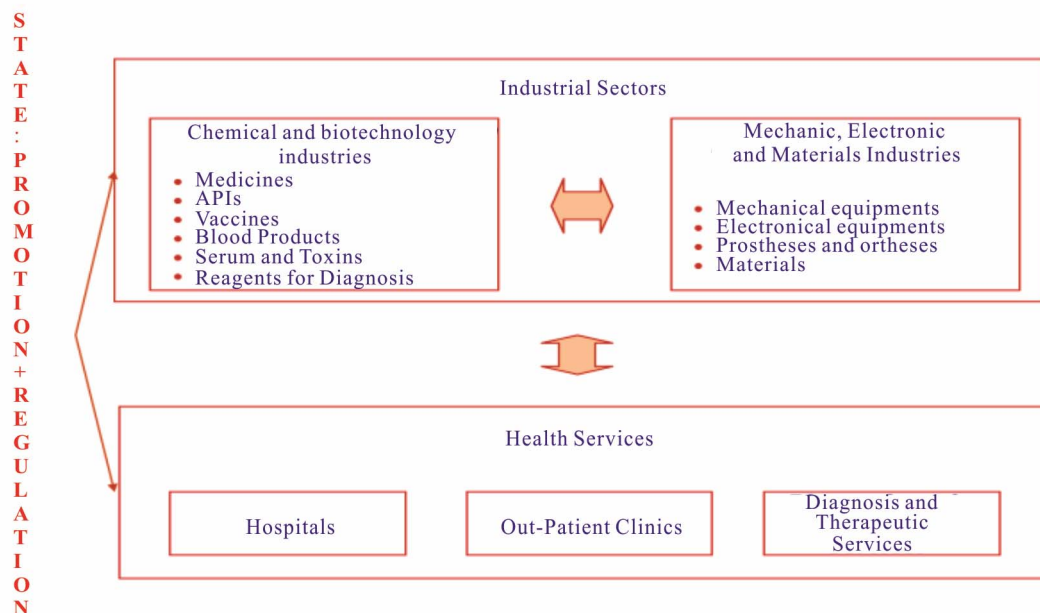 STATE: PROMOTION+REGULATION
Industrial Sectors
Chemical and biotechnology
industries
• Medicines
• APIs
• Vaccines
• Blood Products
• Serum and Toxins
• Reagents for Diagnosis
Mechanic, Electronic
and Materials Industries
• Mechanical equipments
• Electronical equipments
• Prostheses and ortheses
• Materials
Health Services
Hospitals
Out-Patient Clinics
Diagnosis and
Therapeutic
Services